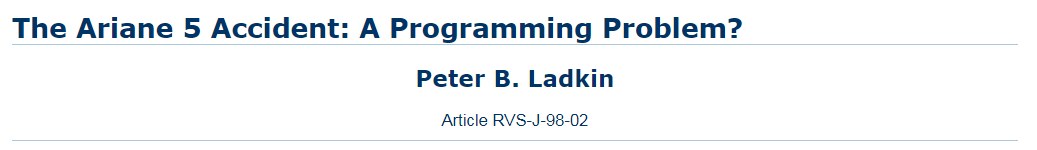 The Ariane 5 Accident: A Programming Problem?
Peter B. Ladkin
Article RVS-J-98-02